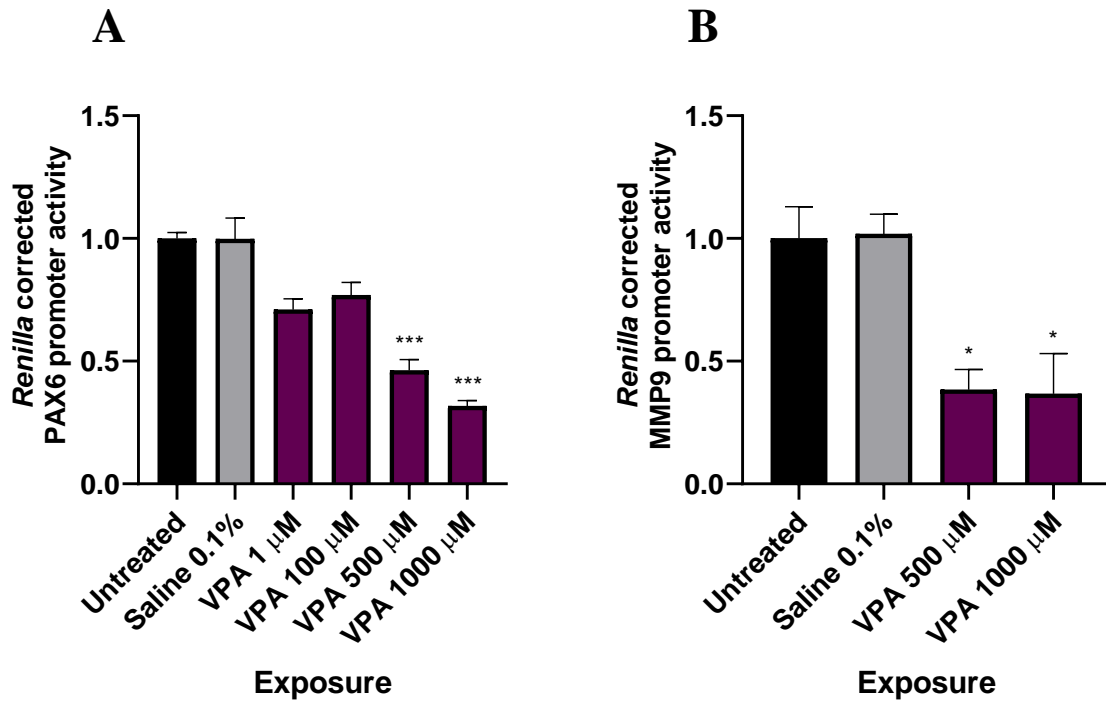 A
Renilla corrected
PAX6 promoter activity
1.5
1.0
0.5
0.0
***
***
Untreated
Saline 0.1%
VPA 1 μM
VPA 100 μM
VPA 500 μM
VPA 1000 μM
Exposure
B
Renilla corrected
MMP9 promoter activity
1.5
1.0
0.5
0.0
*
*
Untreated
Saline 0.1%
VPA 500 μM
VPA 1000 μM
Exposure